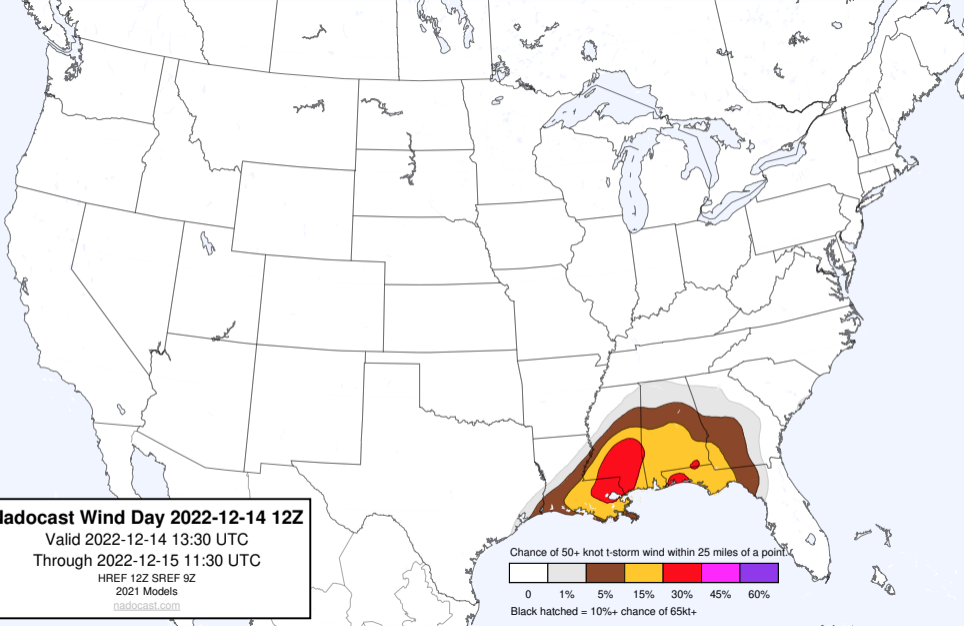 Nadocast Wind Day 2022-12-14 12Z
Valid 2022-12-14 13:30 UTC
Through 2022-12-15 11:30 UTC
HREF 12Z SREF 9Z
2021 Models
nadocast.com
Chance of 50+ knot t-storm wind within 25 miles of a point.
0 1% 5% 15% 30% 45% 60%
Black hatched = 10%+ chance of 65kt+